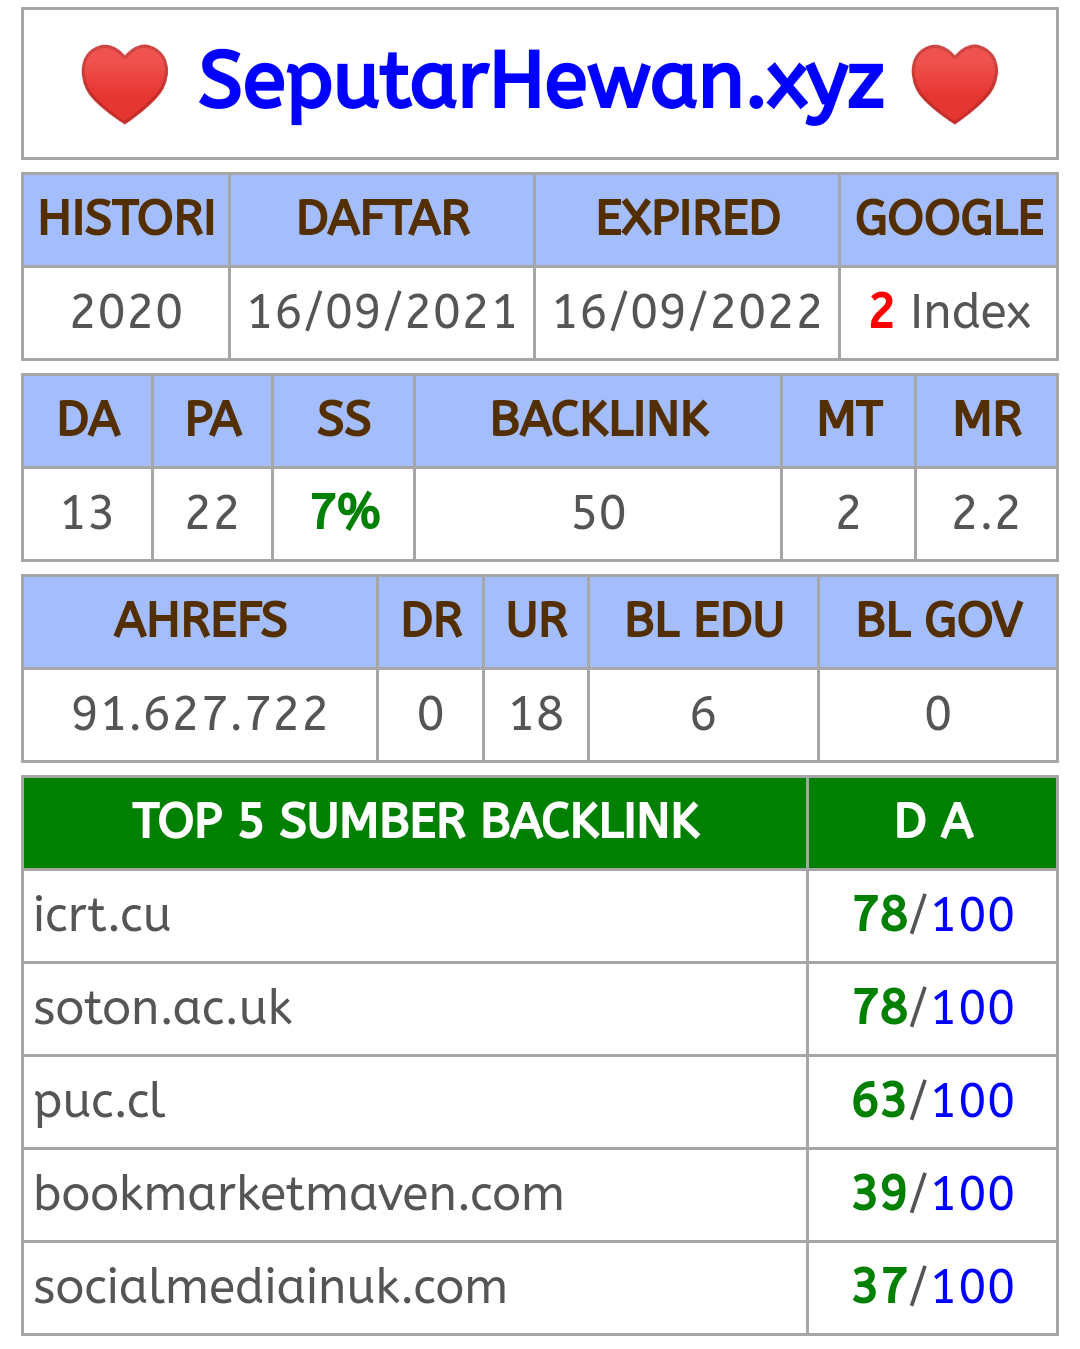 ❤️ SeputarHewan.xyz ❤️
HISTORI DAFTAR EXPIRED GOOGLE
2020 16/09/2021 16/09/2022 2 Index
DA PA SS BACKLINK MT MR
13 22 7% 50 2 2.2
AHREFS DR UR BL EDU BL GOV
91.627.722 0 18 6 0
TOP 5 SUMBER BACKLINK D A
icrt.cu 78/100
soton.ac.uk 78/100
puc.cl 63/100
bookmarketmaven.com 39/100
socialmediainuk.com 37/100